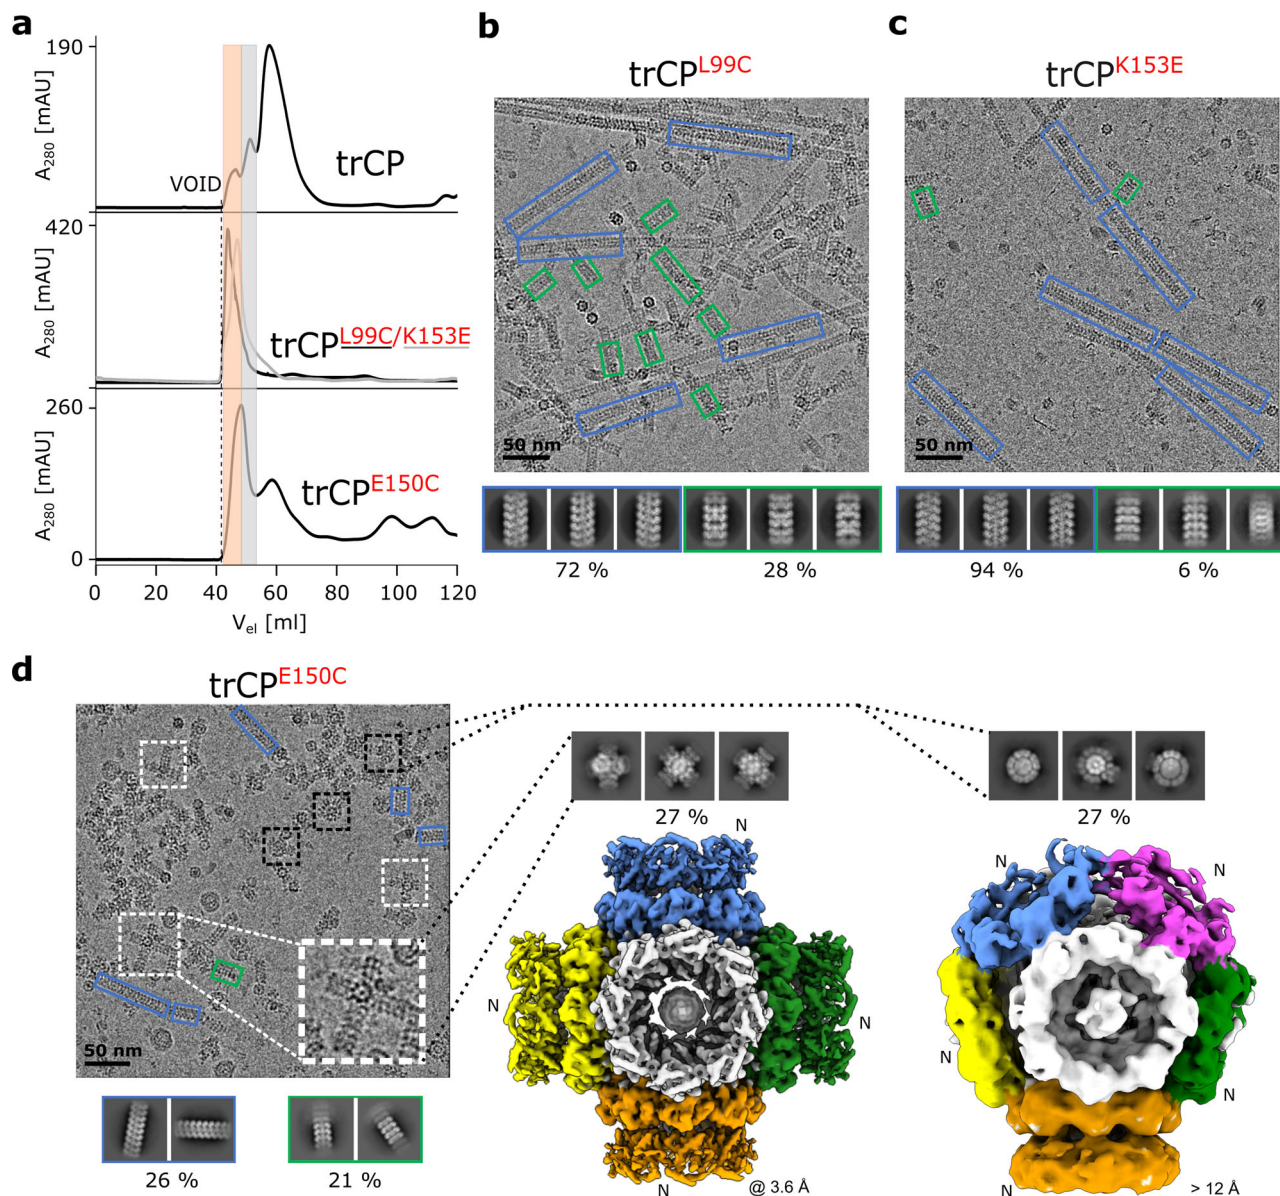 a
190
A280 [mAU]
VOID
trCP
420
A280 [mAU]
trCPL99C/K153E
260
A280 [mAU]
trCPE150C
0
0 20 40 60 80 100 120
Vel [ml]
b
trCPL99C
50 nm
72 % 28 %
c
trCPK153E
50 nm
94 % 6 %
d
trCPE150C
50 nm
26 % 21 %
27 %
N
N
N
N
@ 3.6 Å
27 %
N
N
N
N
N
> 12 Å